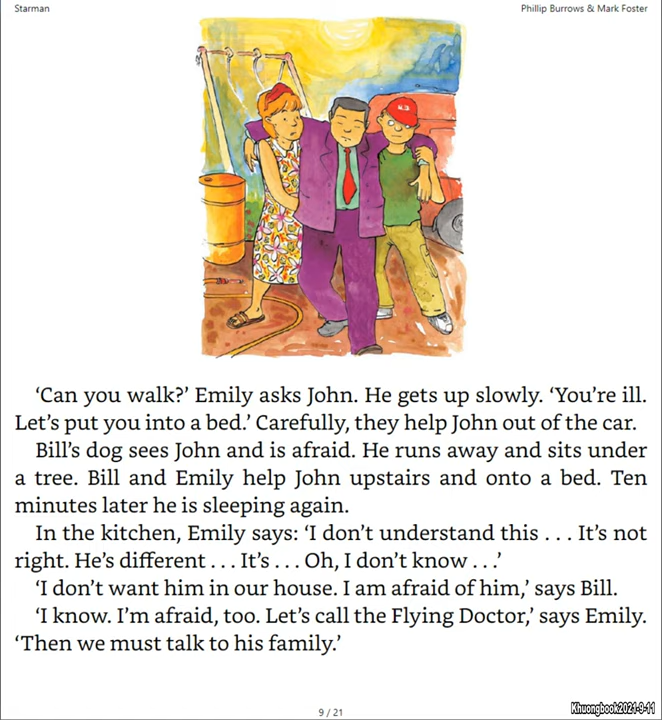 Starman
Phillip Burrows & Mark Foster
‘Can you walk?’ Emily asks John. He gets up slowly. ‘You’re ill.
Let’s put you into a bed.’ Carefully, they help John out of the car.
Bill’s dog sees John and is afraid. He runs away and sits under
a tree. Bill and Emily help John upstairs and onto a bed. Ten
minutes later he is sleeping again.
In the kitchen, Emily says: ‘I don’t understand this . . . It’s not
right. He’s different . . . It’s . . . Oh, I don’t know . . .’
‘I don’t want him in our house. I am afraid of him,’ says Bill.
‘I know. I’m afraid, too. Let’s call the Flying Doctor,’ says Emily.
‘Then we must talk to his family.’
9 / 21
Khuongbook2021-9-11